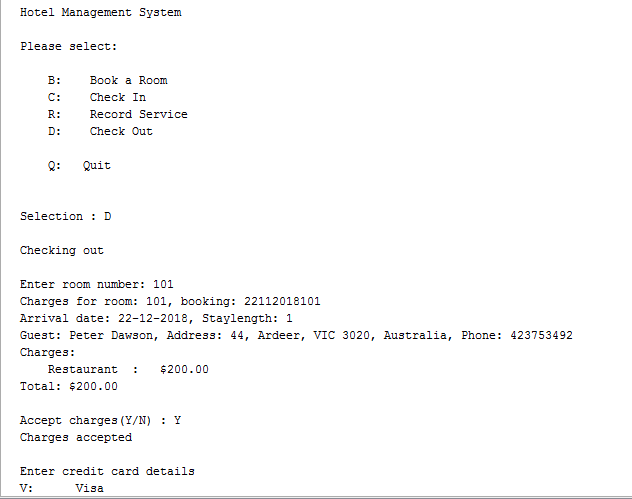 Hotel Management System
Please select:
B: Book a Room
C: Check In
R: Record Service
D: Check Out
Q: Quit
Selection : D
Checking out
Enter room number: 101
Charges for room: 101, booking: 22112018101
Arrival date: 22-12-2018, Staylength: 1
Guest: Peter Dawson, Address: 44, Ardeer, VIC 3020, Australia, Phone: 423753492
Charges:
Restaurant : $200.00
Total: $200.00
Accept charges(Y/N) : Y
Charges accepted
Enter credit card details
V: Visa